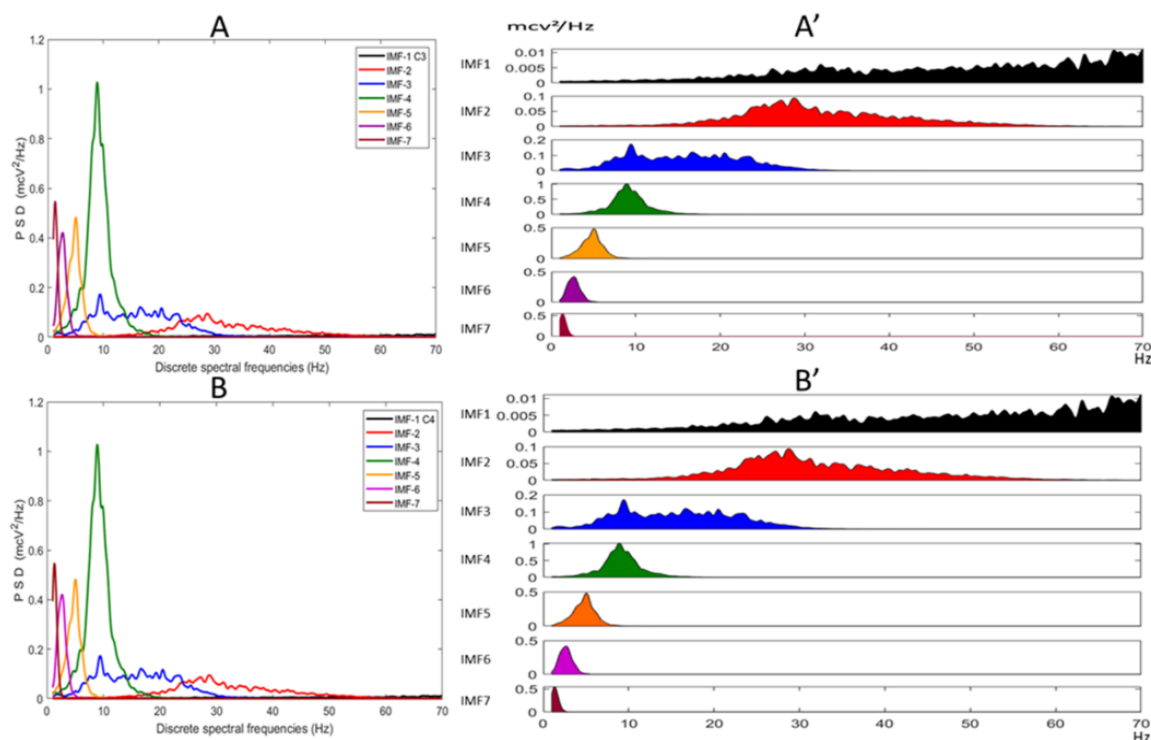 A
1.2
1
0.8
0.6
0.4
0.2
0
P S D (mcV²/Hz)
IMF-1 C3
IMF-2
IMF-3
IMF-4
IMF-5
IMF-6
IMF-7
0 10 20 30 40 50 60 70
Discrete spectral frequencies (Hz)
mcv²/Hz
A’
IMF1 0.01 0.005 0
IMF2 0.1 0.05 0
IMF3 0.2 0.1 0
IMF4 1 0.5 0
IMF5 0.5 0
IMF6 0.5 0
IMF7 0.5 0
0 10 20 30 40 50 60 70
Hz
B
1.2
1
0.8
0.6
0.4
0.2
0
P S D (mcV²/Hz)
IMF-1 C4
IMF-2
IMF-3
IMF-4
IMF-5
IMF-6
IMF-7
0 10 20 30 40 50 60 70
Discrete spectral frequencies (Hz)
B’
IMF1 0.01 0.005 0
IMF2 0.1 0.05 0
IMF3 0.2 0.1 0
IMF4 1 0.5 0
IMF5 0.5 0
IMF6 0.5 0
IMF7 0.5 0
0 10 20 30 40 50 60 70
Hz